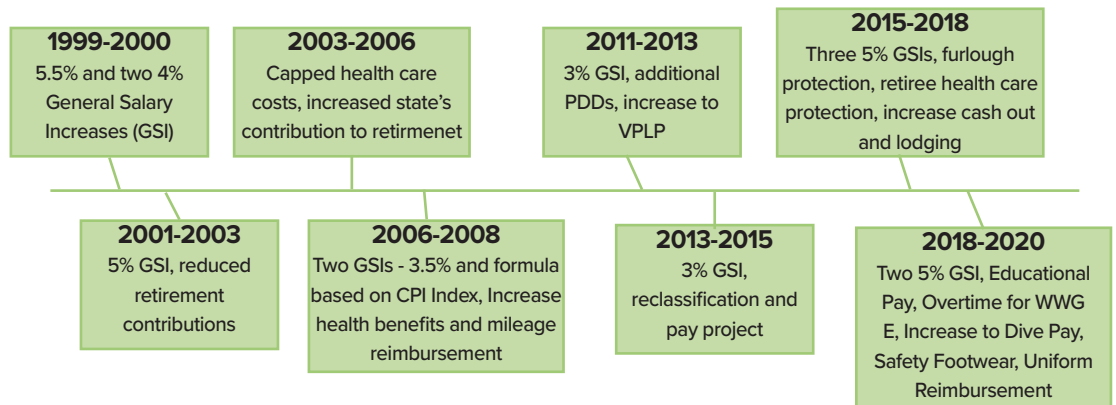 1999-2000
5.5% and two 4%
General Salary
Increases (GSI)
2001-2003
5% GSI, reduced
retirement
contributions
2003-2006
Capped health care
costs, increased state's
contribution to retirmenet
2006-2008
Two GSIs - 3.5% and formula
based on CPI Index, Increase
health benefits and mileage
reimbursement
2011-2013
3% GSI, additional
PDDs, increase to
VPLP
2013-2015
3% GSI,
reclassification and
pay project
2015-2018
Three 5% GSIs, furlough
protection, retiree health care
protection, increase cash out
and lodging
2018-2020
Two 5% GSI, Educational
Pay, Overtime for WWG
E, Increase to Dive Pay,
Safety Footwear, Uniform
Reimbursement